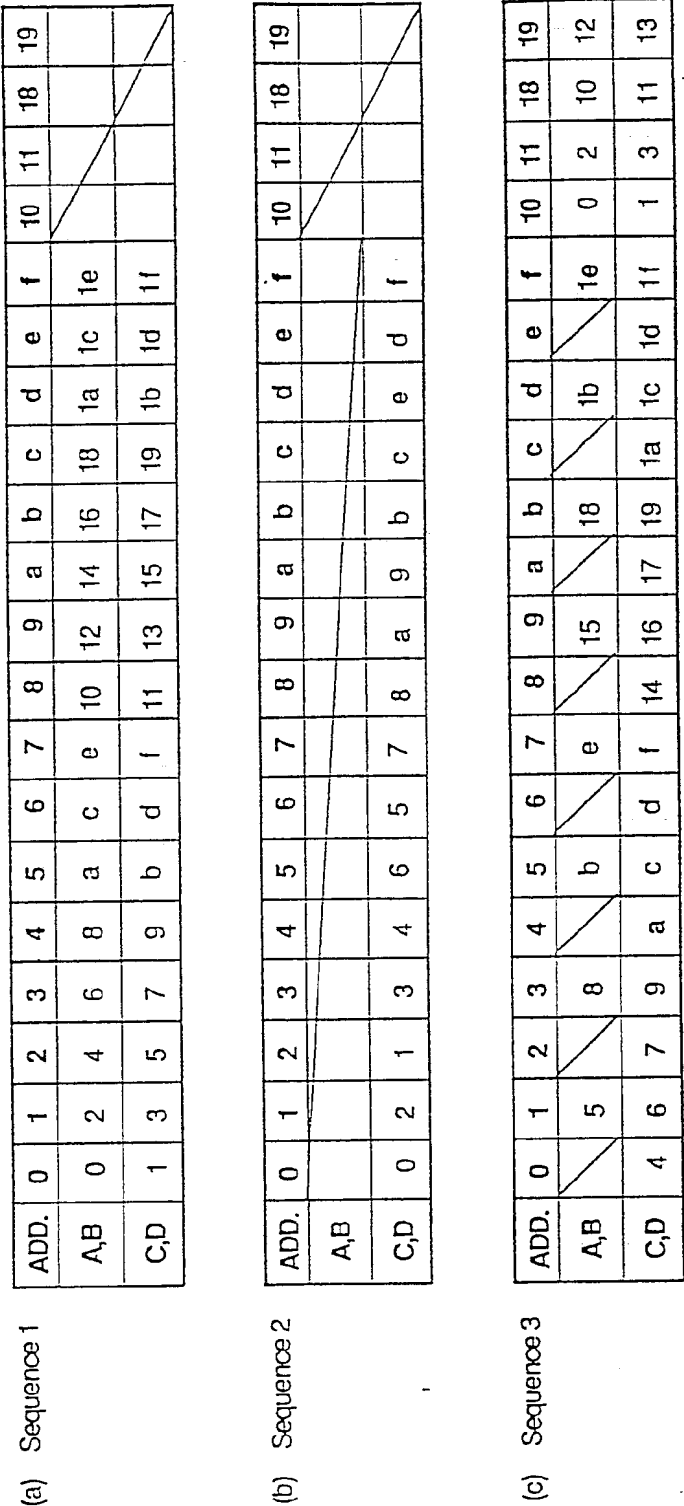 (a) Sequence 1
ADD. 0 1 2 3 4 5 6 7 8 9 a b c d e f 10 11 18 19
A,B 0 2 4 6 8 a c e 10 12 14 16 18 1a 1c 1e
C,D 1 3 5 7 9 b d f 11 13 15 17 19 1b 1d 1f
(b) Sequence 2
ADD. 0 1 2 3 4 5 6 7 8 9 a b c d e f 10 11 18 19
A,B
C,D 0 2 1 3 4 6 5 7 8 a 9 b c e d f
(c) Sequence 3
ADD. 0 1 2 3 4 5 6 7 8 9 a b c d e f 10 11 18 19
A,B 5 8 b e 15 18 1b 1e 0 2 10 12
C,D 4 6 7 9 a c d f 14 16 17 19 1a 1c 1d 1f 1 3 11 13